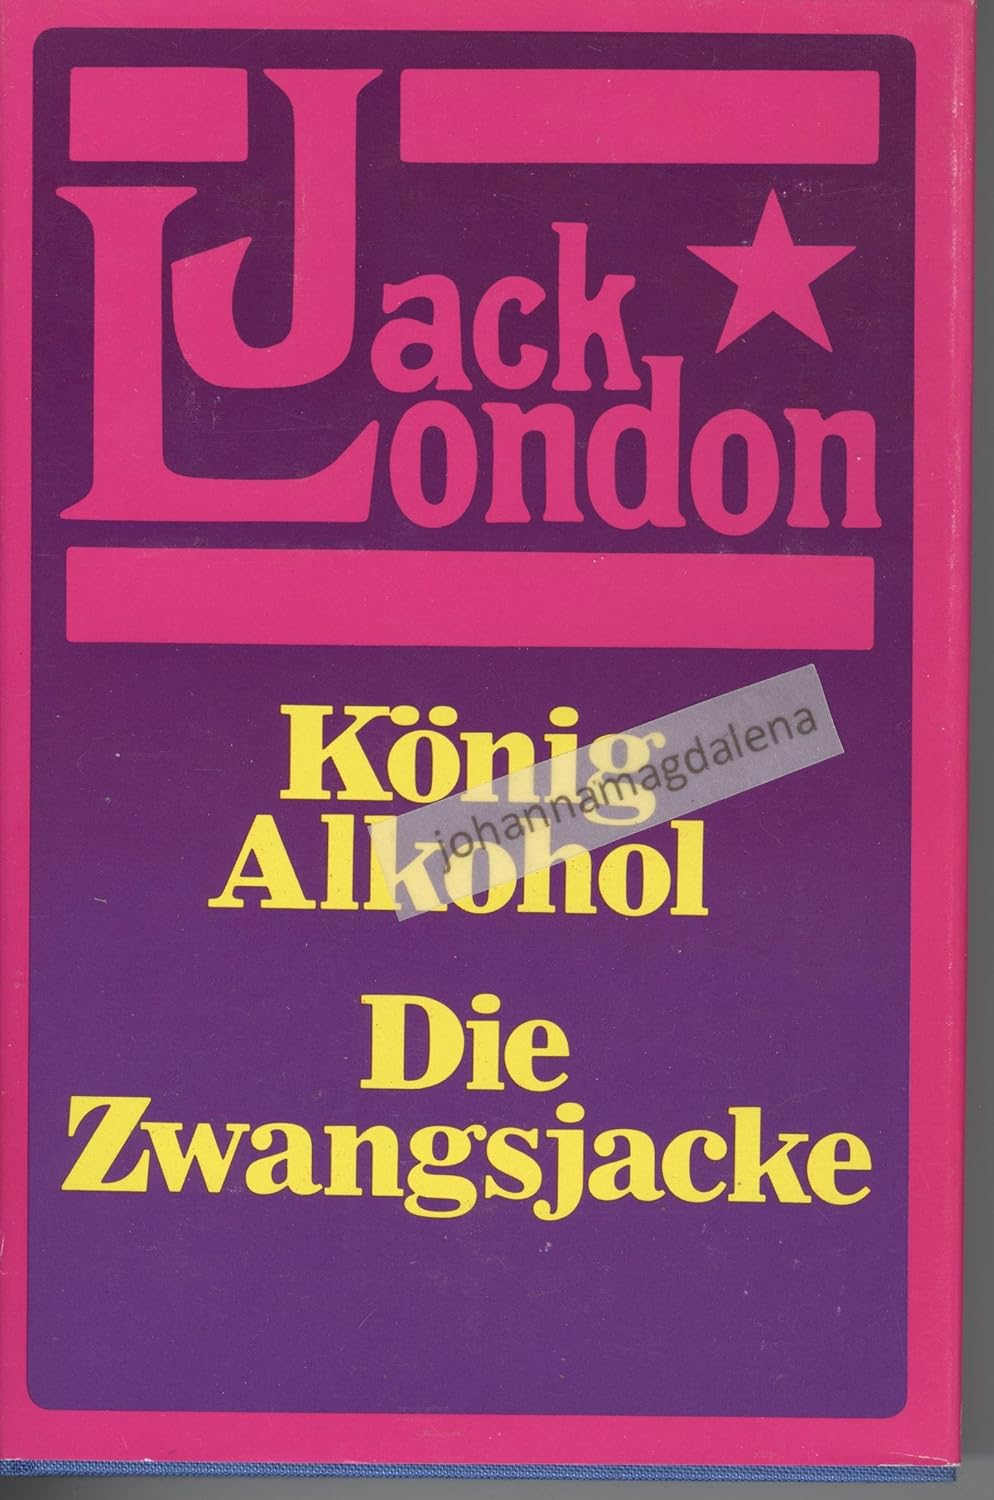 Jack
London
König
Alkohol
johannamagdalena
Die
Zwangsjacke